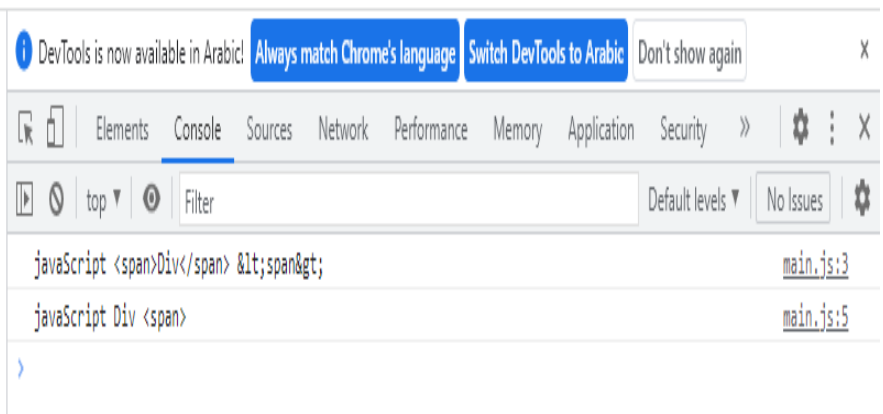 DevTools is now available in Arabic! Always match Chrome's language Switch DevTools to Arabic Don't show again
Elements Console Sources Network Performance Memory Application Security
top Filter Default levels No Issues
javaScript <span>Div</span> &lt;span&gt; main.js:3
javaScript Div <span> main.js:5